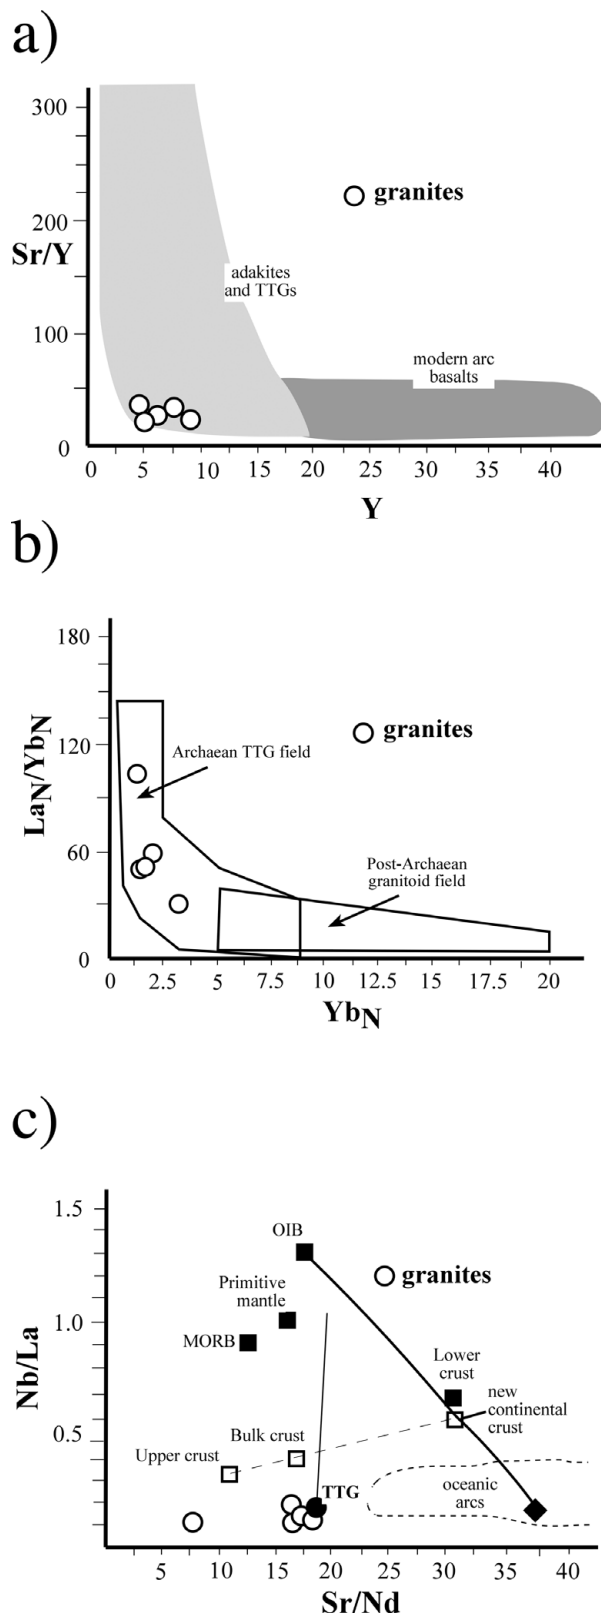 a)
300
200
100
0
Sr/Y
granites
adakites
and TTGs
modern arc
basalts
0 5 10 15 20 25 30 35 40
Y
b)
180
120
60
0
LaN/YbN
granites
Archaean TTG field
Post-Archaean
granitoid field
0 2.5 5 7.5 10 12.5 15 17.5 20
YbN
c)
1.5
1.0
0.5
Nb/La
OIB
granites
Primitive
mantle
MORB
Lower
crust
new
continental
crust
Bulk crust
Upper crust
TTG
oceanic
arcs
5 10 15 20 25 30 35 40
Sr/Nd